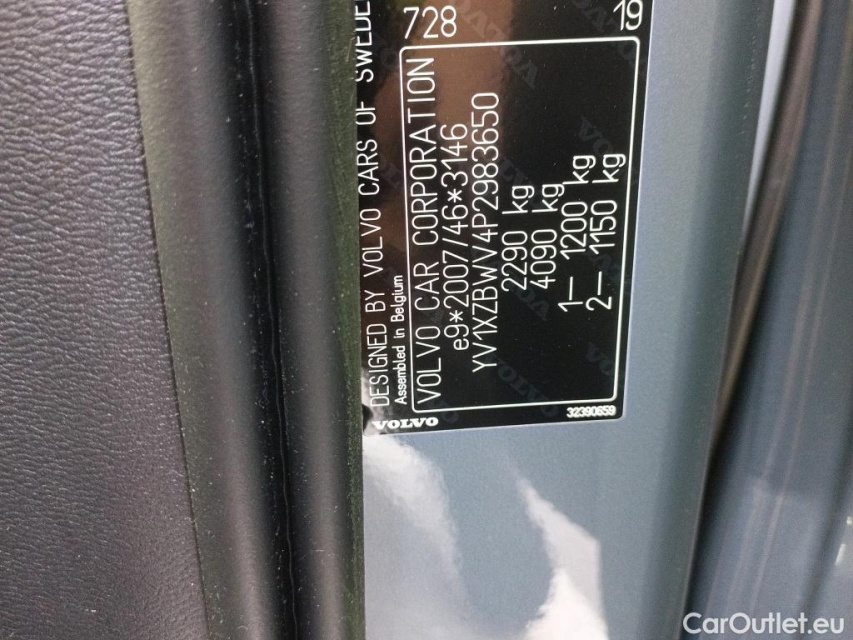 VOLVO
DESIGNED BY VOLVO CARS OF SWEDE
Assembled in Belgium
728
19
VOLVO CAR CORPORATION
e9*2007/46*3146
YV1XZBWV4P2983650
2290 kg
4090 kg
1— 1200 kg
2— 1150 kg
32390659
CarOutlet.eu